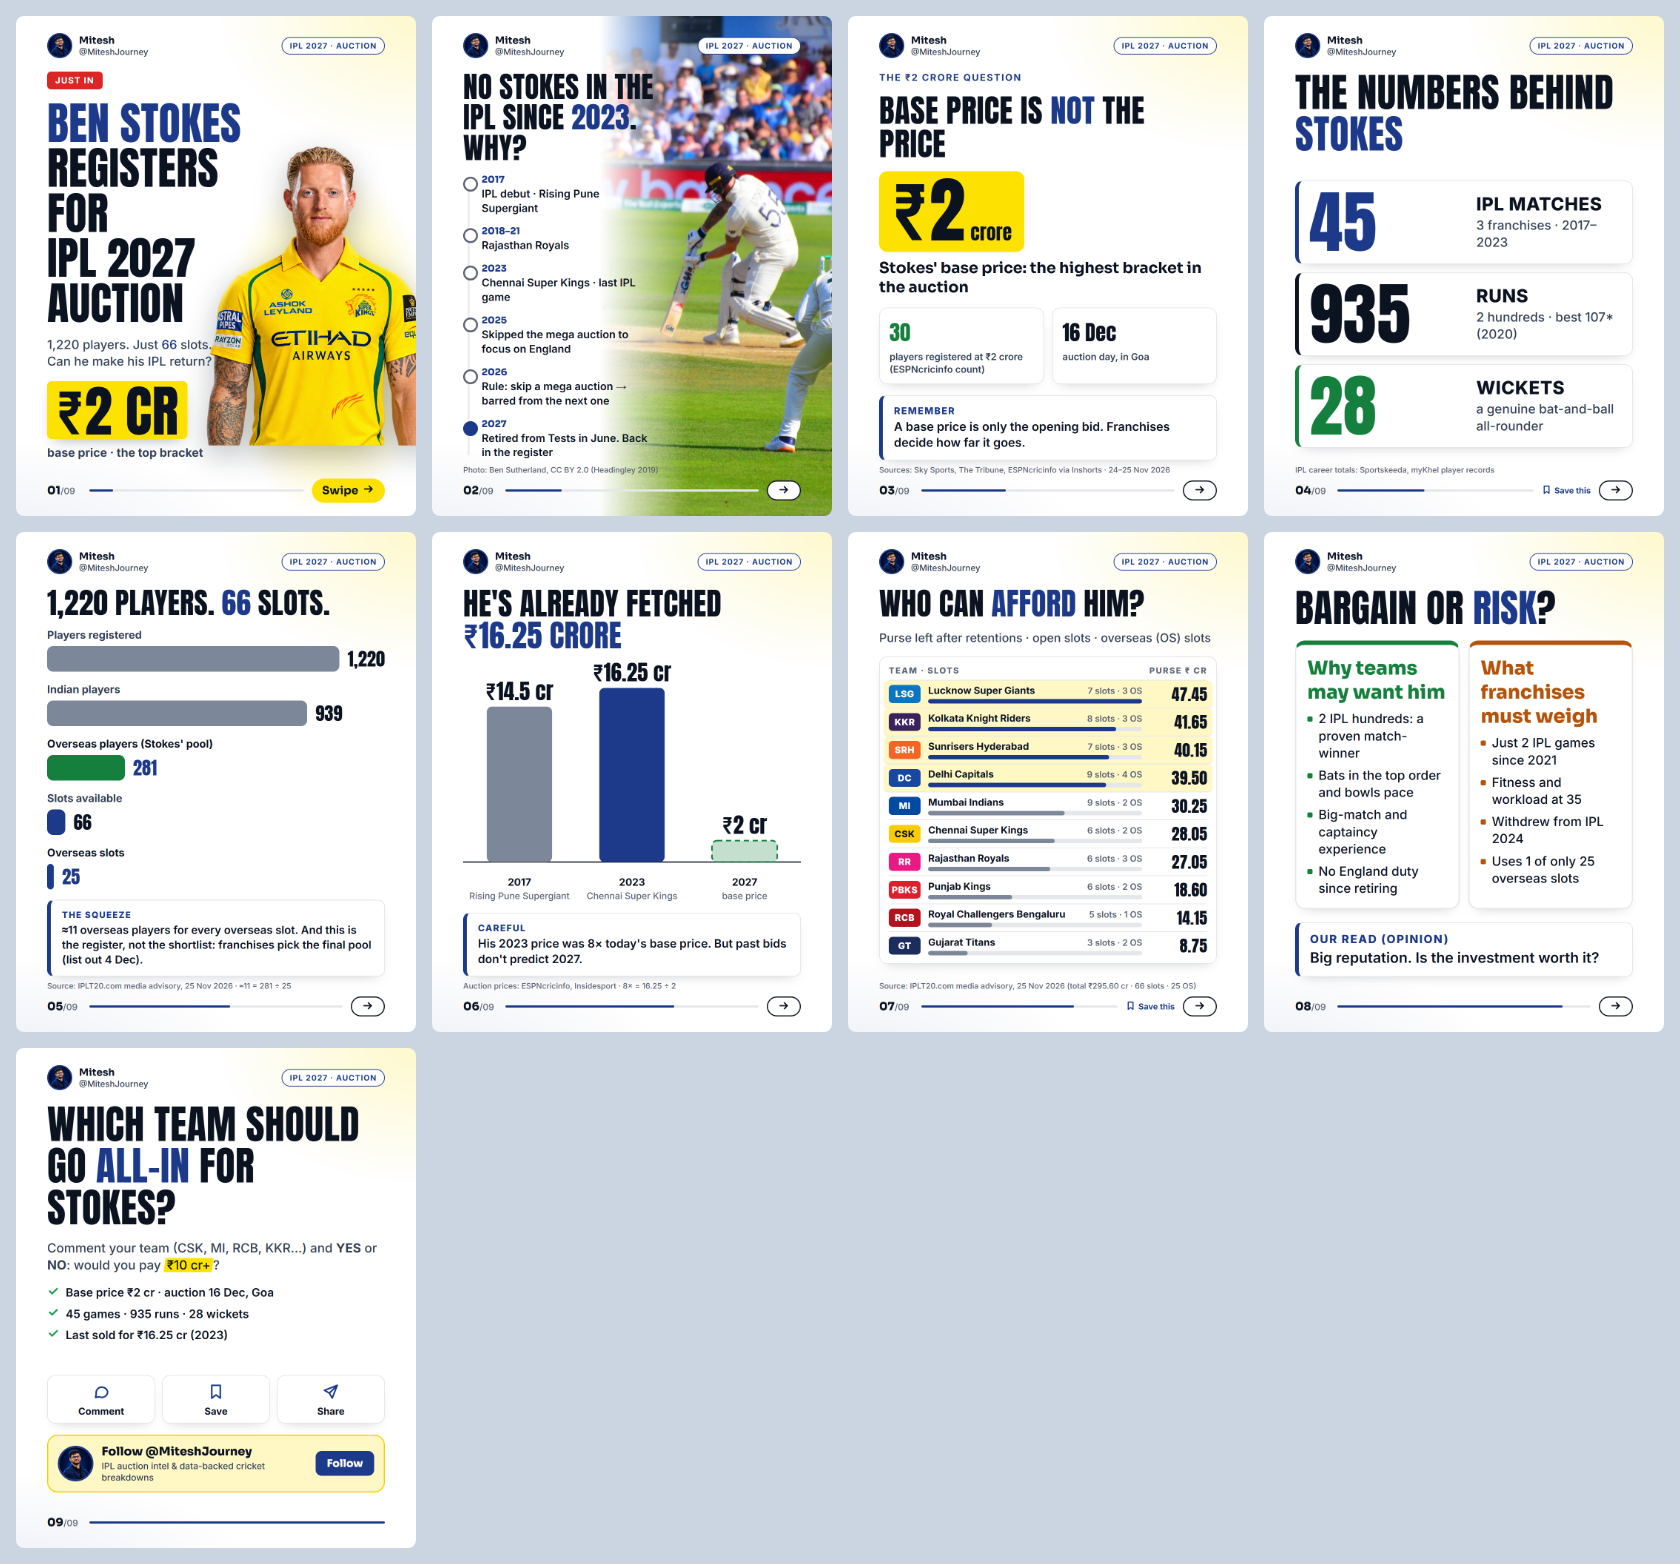 Mitesh
@MiteshJourney
IPL 2027 · AUCTION
JUST IN
BEN STOKES
REGISTERS
FOR
IPL 2027
AUCTION
1,220 players. Just 66 slots.
Can he make his IPL return?
₹2 CR
base price · the top bracket
ASHOK
LEYLAND
ETIHAD
AIRWAYS
01/09
Swipe →
Mitesh
@MiteshJourney
IPL 2027 · AUCTION
NO STOKES IN THE
IPL SINCE 2023.
WHY?
2017
IPL debut · Rising Pune
Supergiant
2018–21
Rajasthan Royals
2023
Chennai Super Kings · last IPL
game
2025
Skipped the mega auction to
focus on England
2026
Rule: skip a mega auction →
barred from the next one
2027
Retired from Tests in June. Back
in the register
Photo: Ben Sutherland, CC BY 2.0 (Headingley 2019)
02/09
→
Mitesh
@MiteshJourney
IPL 2027 · AUCTION
THE ₹2 CRORE QUESTION
BASE PRICE IS NOT THE
PRICE
₹2 crore
Stokes' base price: the highest bracket in
the auction
30
players registered at ₹2 crore
(ESPNcricinfo count)
16 Dec
auction day, in Goa
REMEMBER
A base price is only the opening bid. Franchises
decide how far it goes.
Sources: Sky Sports, The Tribune, ESPNcricinfo via Inshorts · 24–25 Nov 2026
03/09
→
Mitesh
@MiteshJourney
IPL 2027 · AUCTION
THE NUMBERS BEHIND
STOKES
45
IPL MATCHES
3 franchises · 2017–
2023
935
RUNS
2 hundreds · best 107*
(2020)
28
WICKETS
a genuine bat-and-ball
all-rounder
IPL career totals: Sportskeeda, myKhel player records
04/09
Save this
→
Mitesh
@MiteshJourney
IPL 2027 · AUCTION
1,220 PLAYERS. 66 SLOTS.
Players registered
1,220
Indian players
939
Overseas players (Stokes' pool)
281
Slots available
66
Overseas slots
25
THE SQUEEZE
≈11 overseas players for every overseas slot. And this is
the register, not the shortlist: franchises pick the final pool
(list out 4 Dec).
Source: IPLT20.com media advisory, 25 Nov 2026 · ≈11 = 281 ÷ 25
05/09
→
Mitesh
@MiteshJourney
IPL 2027 · AUCTION
HE'S ALREADY FETCHED
₹16.25 CRORE
₹14.5 cr
₹16.25 cr
₹2 cr
2017
Rising Pune Supergiant
2023
Chennai Super Kings
2027
base price
CAREFUL
His 2023 price was 8× today's base price. But past bids
don't predict 2027.
Auction prices: ESPNcricinfo, Insidesport · 8× = 16.25 ÷ 2
06/09
→
Mitesh
@MiteshJourney
IPL 2027 · AUCTION
WHO CAN AFFORD HIM?
Purse left after retentions · open slots · overseas (OS) slots
TEAM · SLOTS PURSE ₹ CR
LSG Lucknow Super Giants 7 slots · 3 OS 47.45
KKR Kolkata Knight Riders 8 slots · 3 OS 41.65
SRH Sunrisers Hyderabad 7 slots · 3 OS 40.15
DC Delhi Capitals 9 slots · 4 OS 39.50
MI Mumbai Indians 9 slots · 2 OS 30.25
CSK Chennai Super Kings 6 slots · 2 OS 28.05
RR Rajasthan Royals 6 slots · 3 OS 27.05
PBKS Punjab Kings 6 slots · 2 OS 18.60
RCB Royal Challengers Bengaluru 5 slots · 1 OS 14.15
GT Gujarat Titans 3 slots · 2 OS 8.75
Source: IPLT20.com media advisory, 25 Nov 2026 (total ₹295.60 cr · 66 slots · 25 OS)
07/09
Save this
→
Mitesh
@MiteshJourney
IPL 2027 · AUCTION
BARGAIN OR RISK?
Why teams
may want him
2 IPL hundreds: a
proven match-
winner
Bats in the top order
and bowls pace
Big-match and
captaincy
experience
No England duty
since retiring
What
franchises
must weigh
Just 2 IPL games
since 2021
Fitness and
workload at 35
Withdrew from IPL
2024
Uses 1 of only 25
overseas slots
OUR READ (OPINION)
Big reputation. Is the investment worth it?
08/09
→
Mitesh
@MiteshJourney
IPL 2027 · AUCTION
WHICH TEAM SHOULD
GO ALL-IN FOR
STOKES?
Comment your team (CSK, MI, RCB, KKR...) and YES or
NO: would you pay ₹10 cr+?
Base price ₹2 cr · auction 16 Dec, Goa
45 games · 935 runs · 28 wickets
Last sold for ₹16.25 cr (2023)
Comment
Save
Share
Follow @MiteshJourney
IPL auction intel & data-backed cricket
breakdowns
Follow
09/09